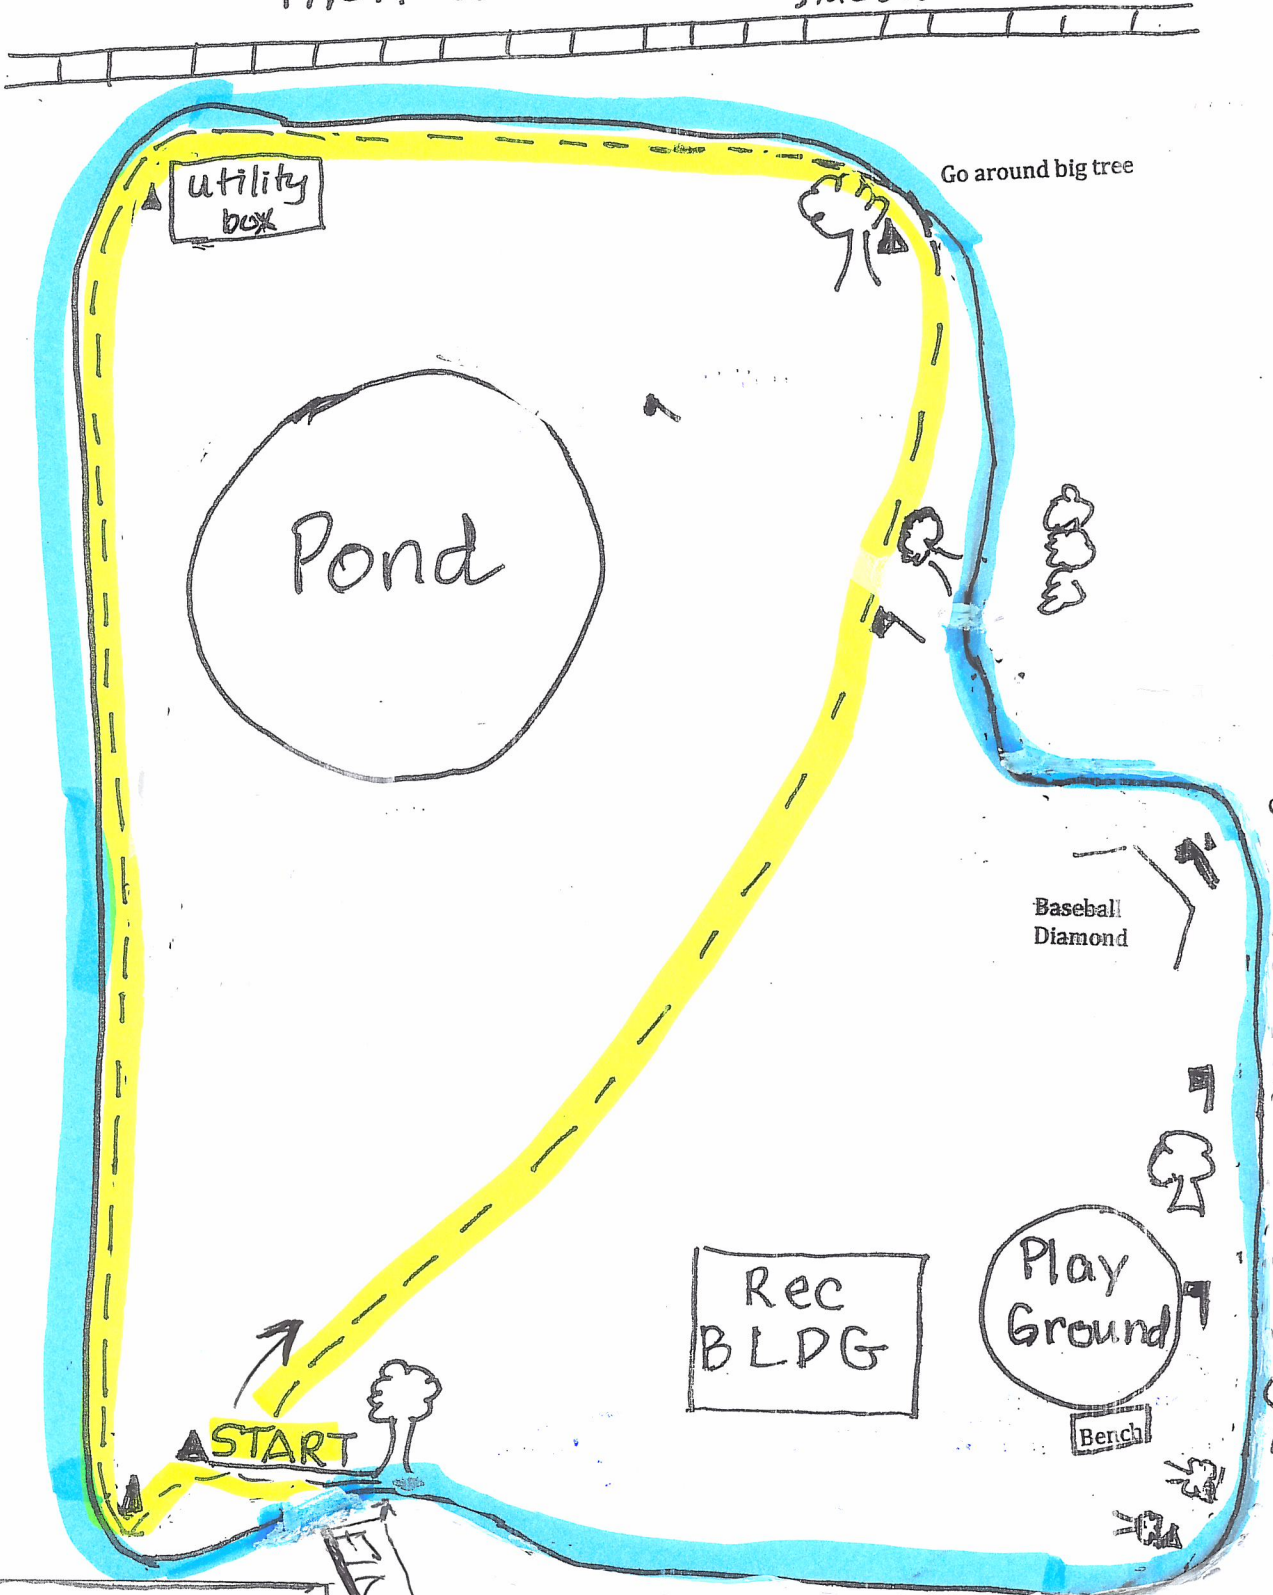 Go around big tree
utility
box
Pond
Baseball
Diamond
Rec
BLDG
Play
Ground
Bench
START